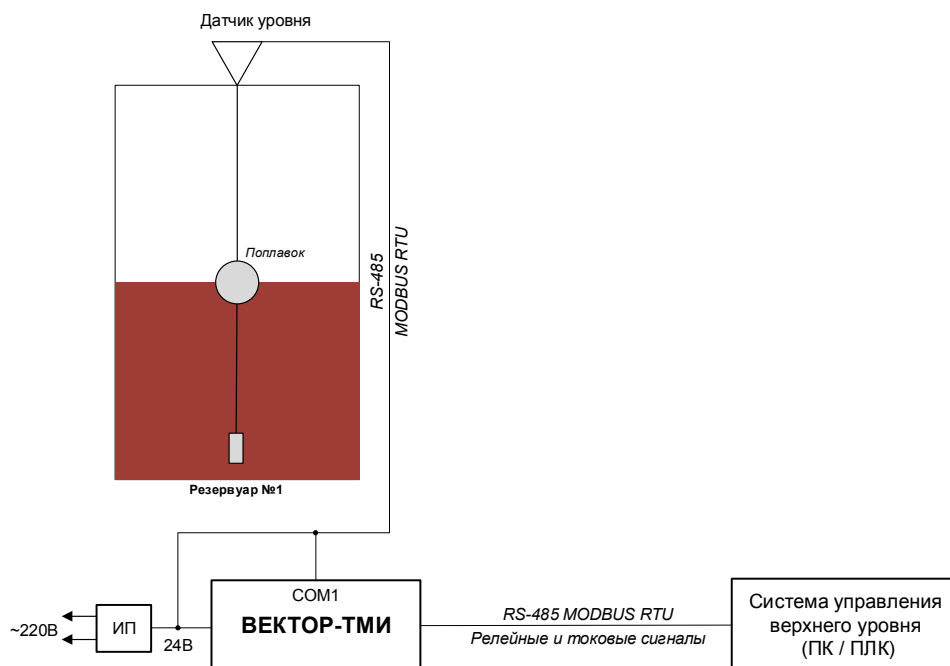 Датчик уровня
Поплавок
RS-485
MODBUS RTU
Резервуар №1
COM1
ВЕКТОР-ТМИ
~220В
ИП
24В
RS-485 MODBUS RTU
Релейные и токовые сигналы
Система управления
верхнего уровня
(ПК / ПЛК)